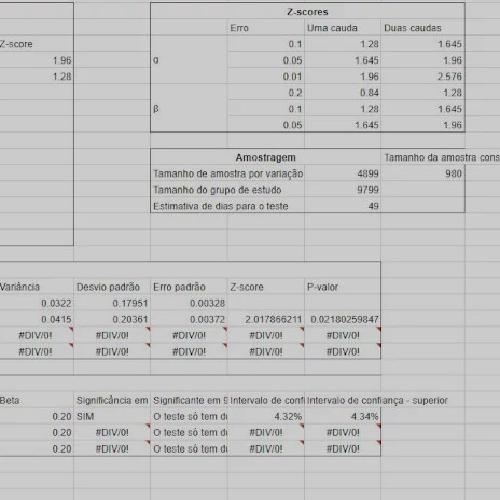 Z-scores
Erro Uma cauda Duas caudas
Z-score 0.1 1.28 1.645
1.96 α 0.05 1.645 1.96
1.28 0.01 1.96 2.576
0.2 0.84 1.28
β 0.1 1.28 1.645
0.05 1.645 1.96
Amostragem Tamanho da amostra cons
Tamanho de amostra por variação 4899 980
Tamanho do grupo de estudo 9799
Estimativa de dias para o teste 49
Variância Desvio padrão Erro padrão Z-score P-valor
0.0322 0.17951 0.00328
0.0415 0.20361 0.00372 2.017866211 0.02180259847
#DIV/0! #DIV/0! #DIV/0! #DIV/0! #DIV/0!
#DIV/0! #DIV/0! #DIV/0! #DIV/0! #DIV/0!
Beta Significância em Significante em 9 Intervalo de confi Intervalo de confiança - superior
0.20 SIM O teste só tem du 4.32% 4.34%
0.20 #DIV/0! O teste só tem du #DIV/0! #DIV/0!
0.20 #DIV/0! O teste só tem du #DIV/0! #DIV/0!